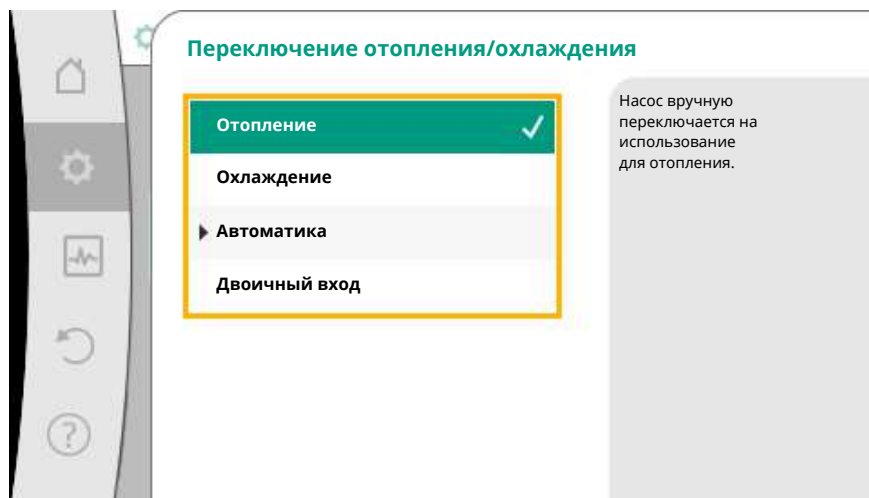 Переключение отопления/охлаждения
Отопление
Охлаждение
Автоматика
Двоичный вход
Насос вручную
переключается на
использование
для отопления.
?